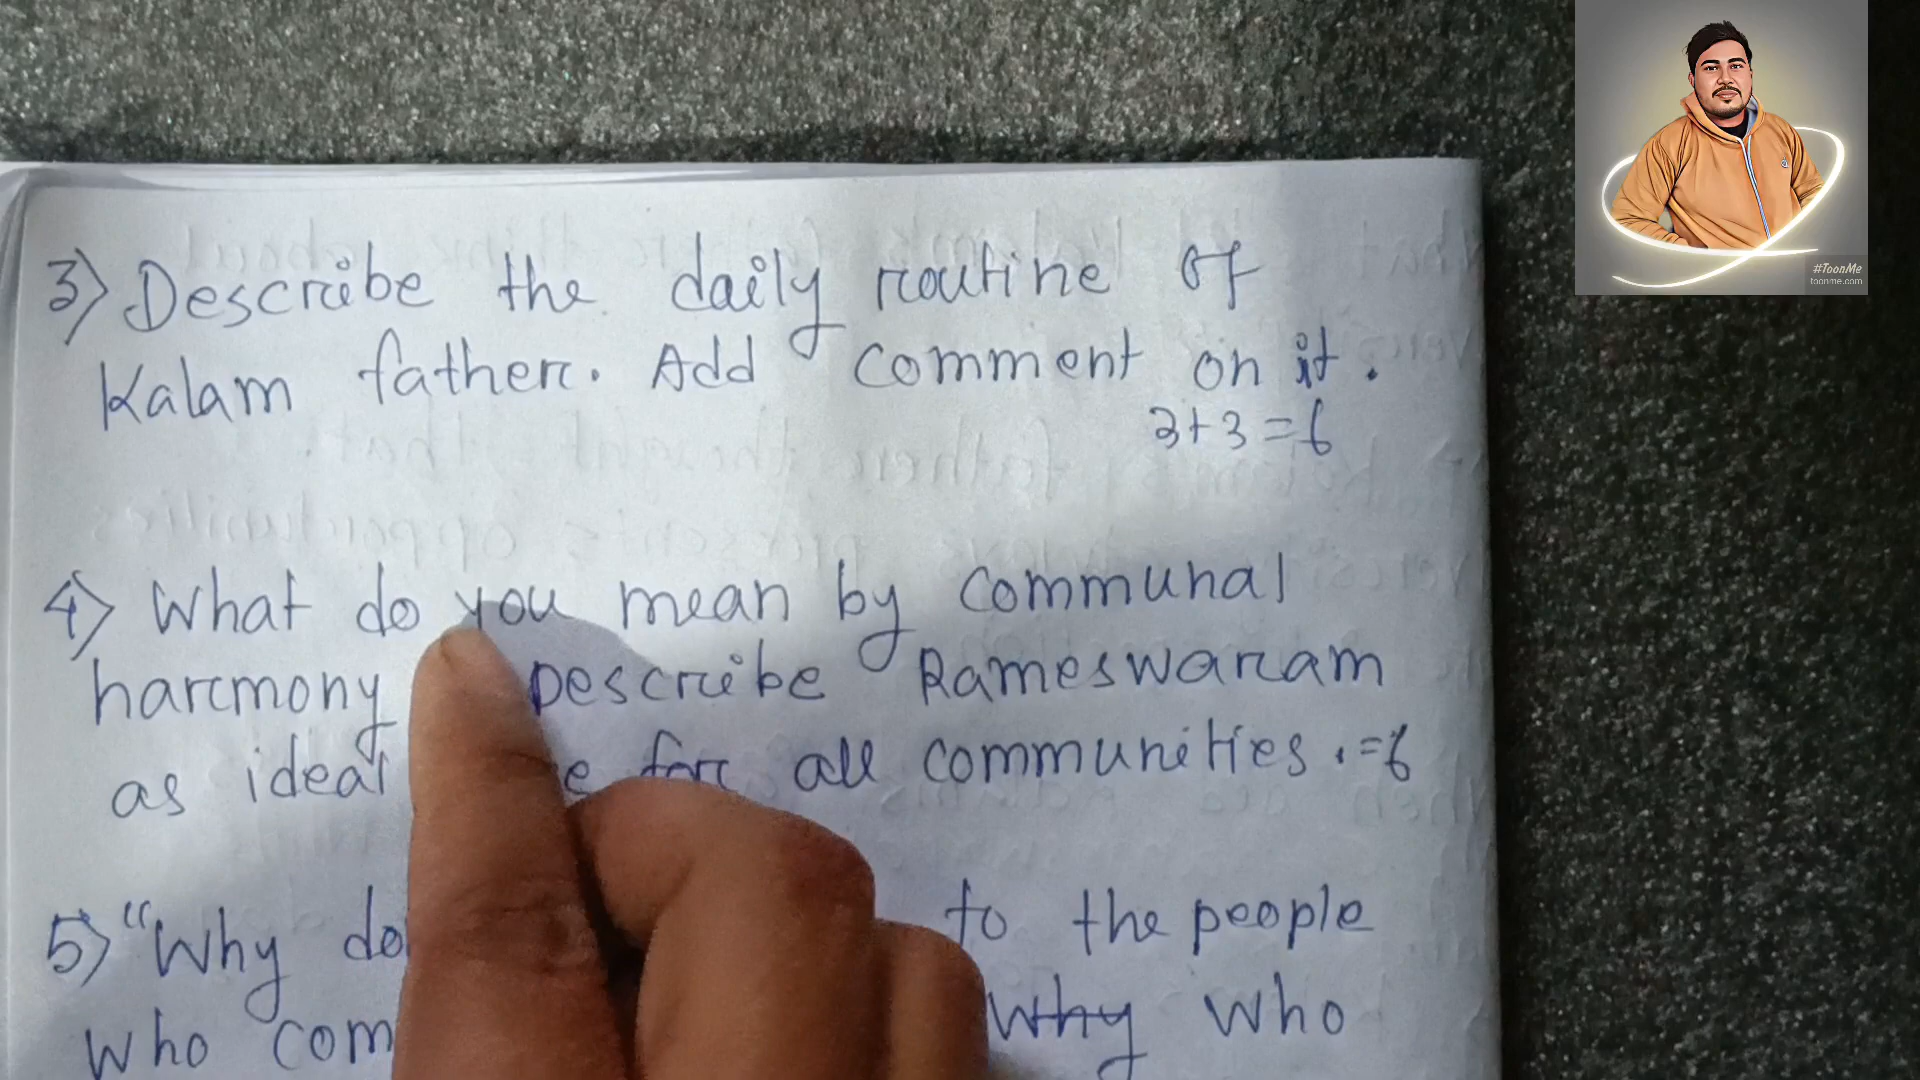 3) Describe the daily routine of
Kalam father. Add comment on it.
3+3=6
4) What do you mean by communal
harmony Describe Rameswaram
as ideal for all communities.=6
5) "Why do to the people
who com Why who
#ToonMe
toonme.com